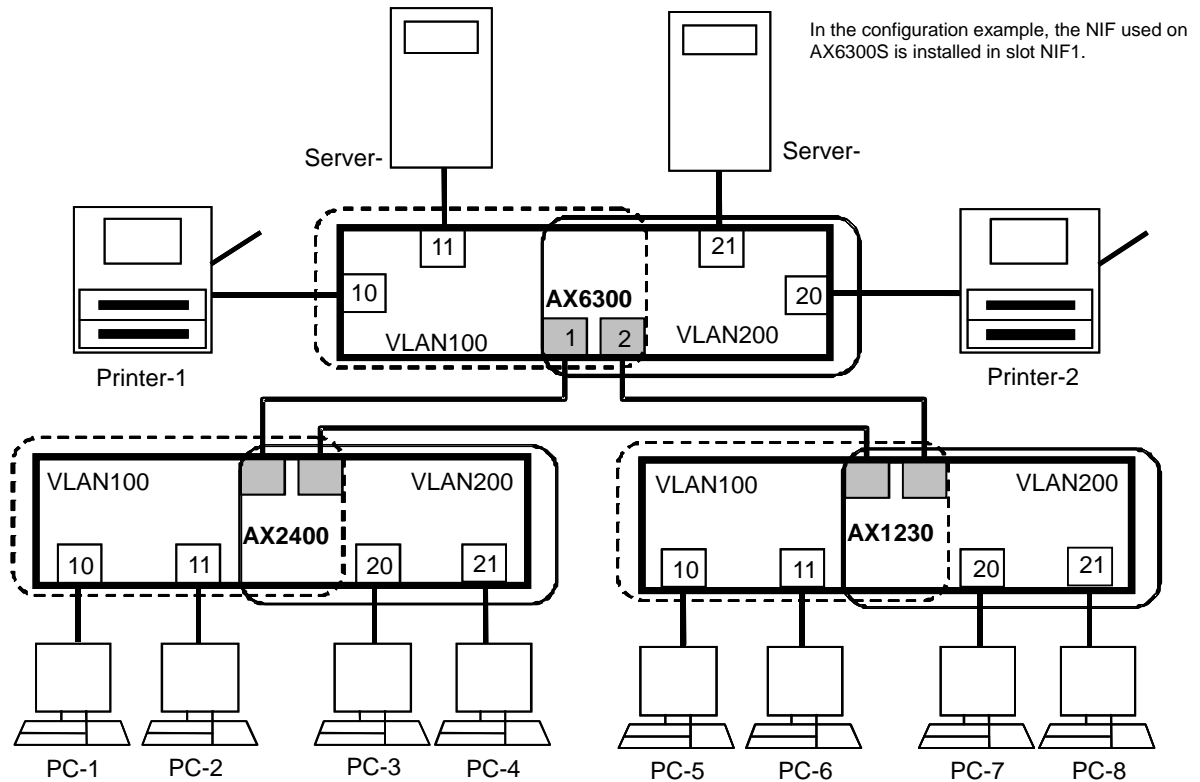 In the configuration example, the NIF used on
AX6300S is installed in slot NIF1.
Server-
Server-
11
21
10
AX6300
20
1
2
VLAN100
VLAN200
Printer-1
Printer-2
VLAN100
VLAN200
AX2400
10
11
20
21
VLAN100
VLAN200
AX1230
10
11
20
21
PC-1
PC-2
PC-3
PC-4
PC-5
PC-6
PC-7
PC-8